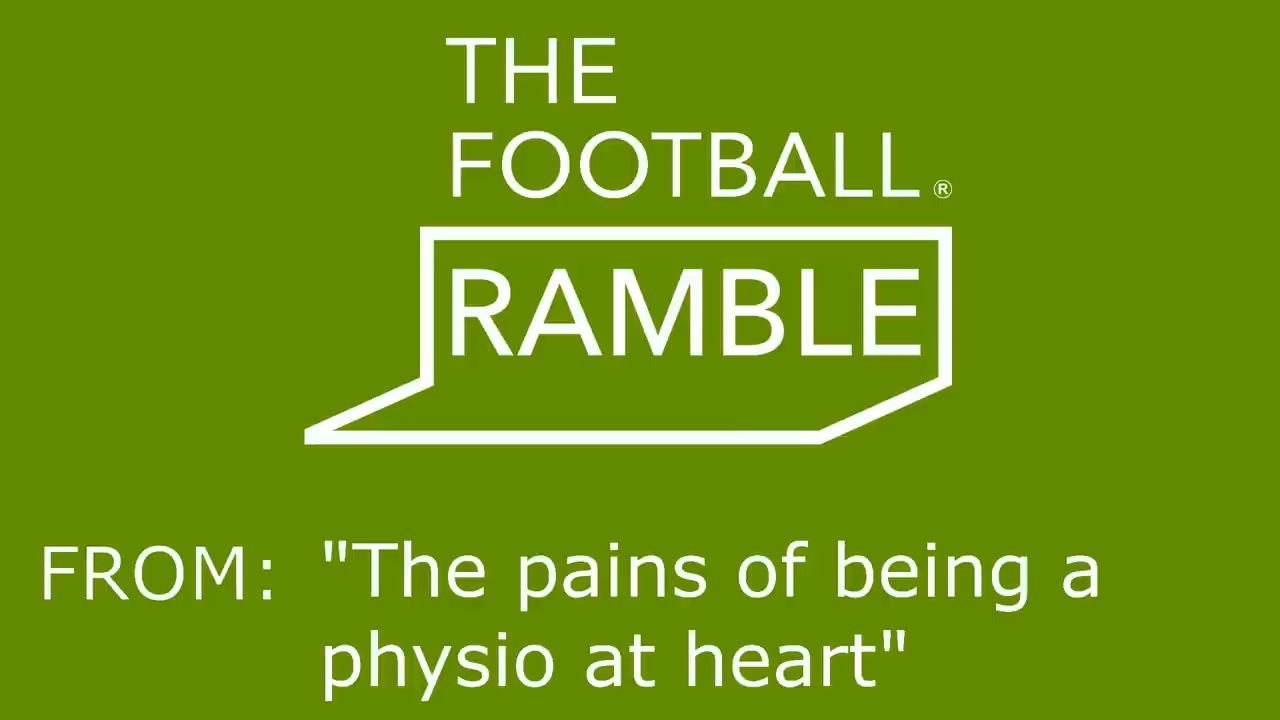 THE
FOOTBALL®
RAMBLE
FROM: "The pains of being a
physio at heart"